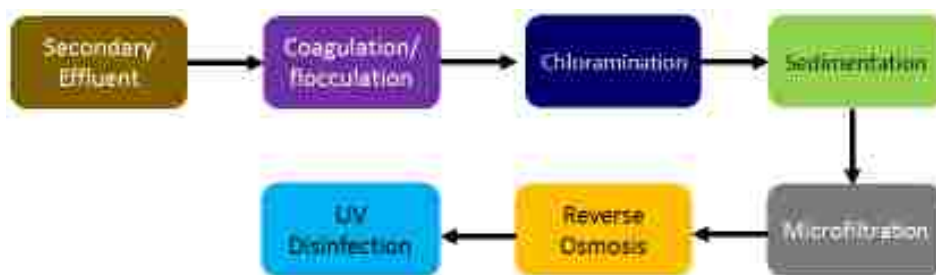 Secondary
Effluent
Coagulation/
flocculation
Chloramination
Sedimentation
Microfiltration
Reverse
Osmosis
UV
Disinfection